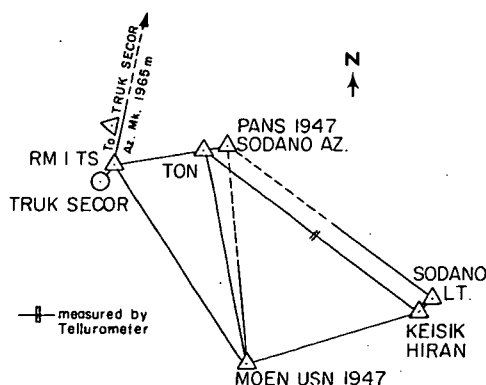 To TRUK SECOR
Az. Mk. 1965 m
N
PANS 1947
SODANO AZ.
RM I TS
TON
TRUK SECOR
SODANO
LT.
measured by
Tellurometer
KEISIK
HIRAN
MOEN USN 1947